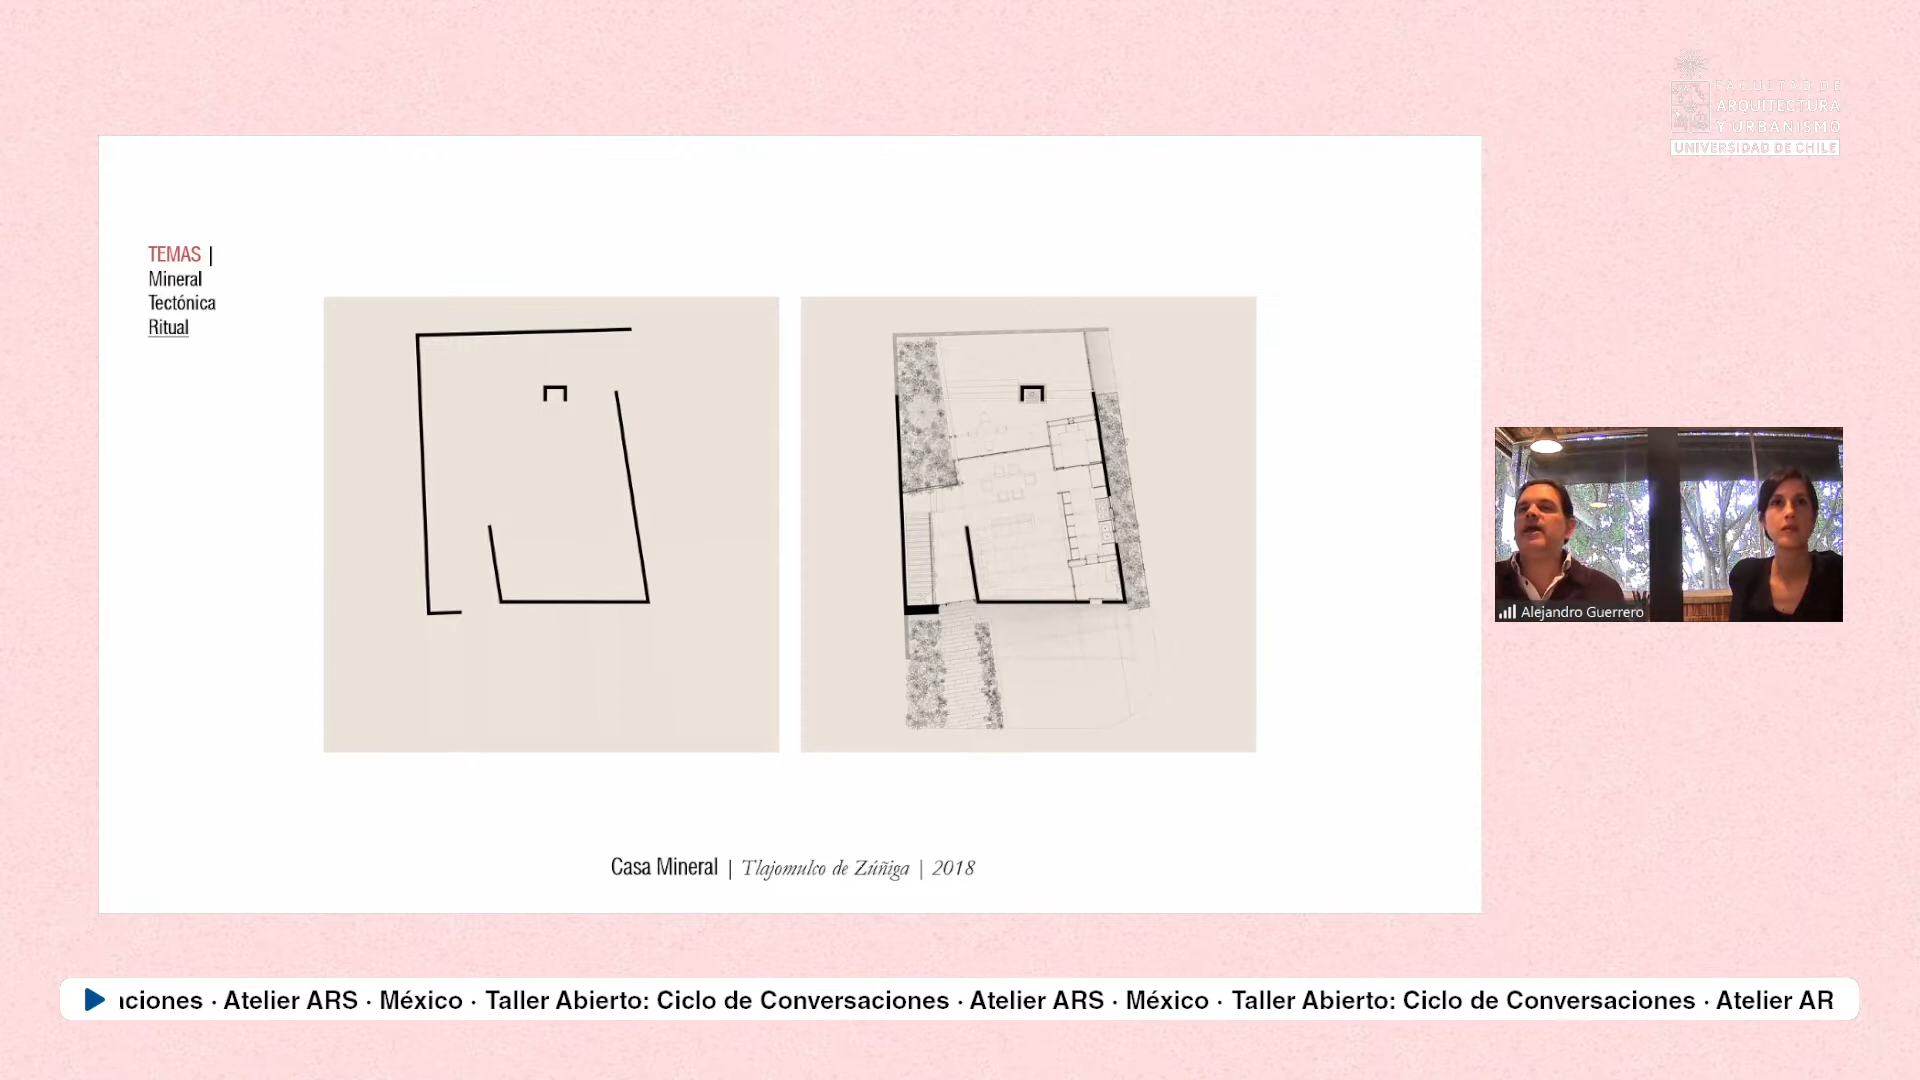 FACULTAD DE
ARQUITECTURA
Y URBANISMO
UNIVERSIDAD DE CHILE
TEMAS |
Mineral
Tectónica
Ritual
Alejandro Guerrero
Casa Mineral | Tlajomulco de Zúñiga | 2018
aciones · Atelier ARS · México · Taller Abierto: Ciclo de Conversaciones · Atelier ARS · México · Taller Abierto: Ciclo de Conversaciones · Atelier AR